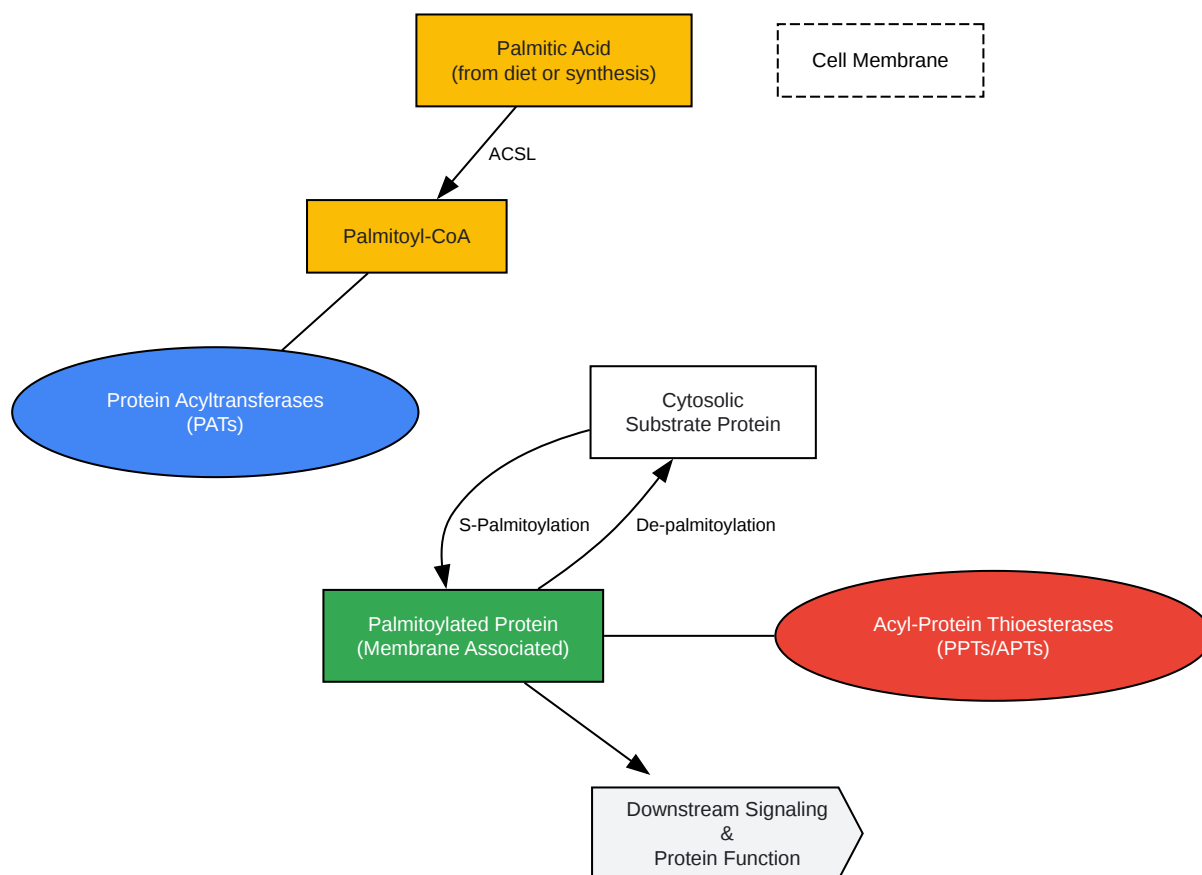 Palmitic Acid
(from diet or synthesis)
Cell Membrane
ACSL
Palmitoyl-CoA
Protein Acyltransferases
(PATs)
Cytosolic
Substrate Protein
S-Palmitoylation
De-palmitoylation
Palmitoylated Protein
(Membrane Associated)
Acyl-Protein Thioesterases
(PPTs/APTs)
Downstream Signaling
&
Protein Function